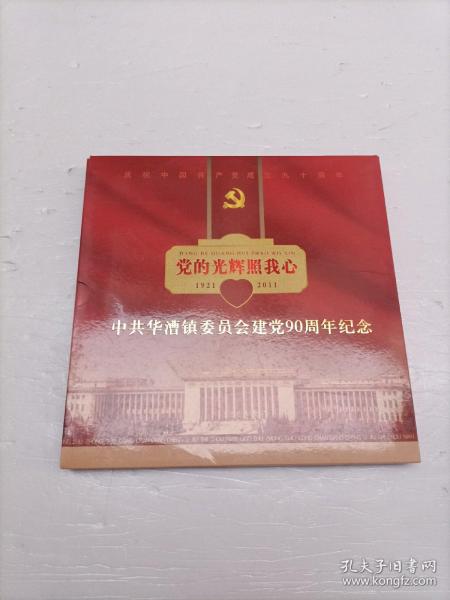 庆祝中国共产党成立九十周年
DANG DE GUANG HUI ZHAO WO XIN
党的光辉照我心
1921 2011
中共华漕镇委员会建党90周年纪念
孔夫子旧书网
www.kongfz.com